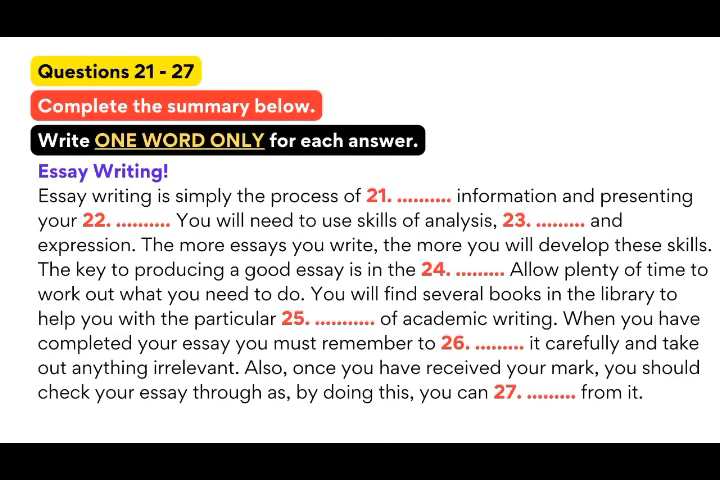 Questions 21 - 27
Complete the summary below.
Write ONE WORD ONLY for each answer.
Essay Writing!
Essay writing is simply the process of 21. .......... information and presenting
your 22. .......... You will need to use skills of analysis, 23. ......... and
expression. The more essays you write, the more you will develop these skills.
The key to producing a good essay is in the 24. ......... Allow plenty of time to
work out what you need to do. You will find several books in the library to
help you with the particular 25. ........... of academic writing. When you have
completed your essay you must remember to 26. ......... it carefully and take
out anything irrelevant. Also, once you have received your mark, you should
check your essay through as, by doing this, you can 27. ......... from it.